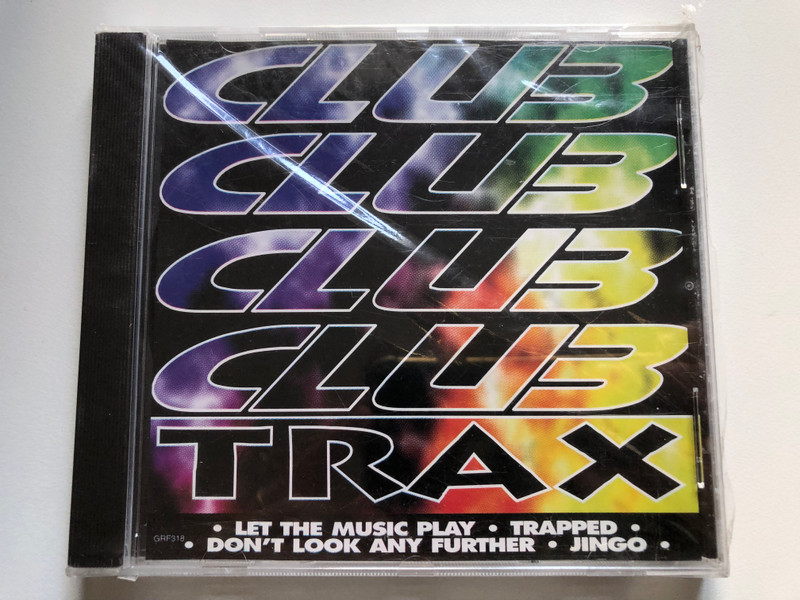 CLUB
CLUB
CLUB
CLUB
TRAX
• LET THE MUSIC PLAY • TRAPPED •
GRF318
• DON'T LOOK ANY FURTHER • JINGO •